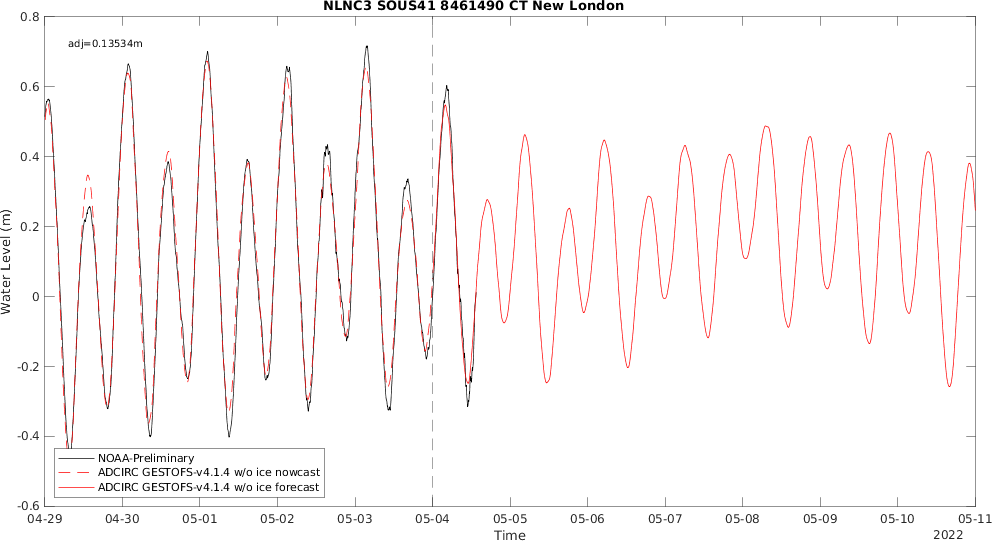 NLNC3 SOUS41 8461490 CT New London
adj=0.13534m
0.8
0.6
0.4
0.2
0
-0.2
-0.4
-0.6
Water Level (m)
NOAA-Preliminary
ADCIRC GESTOFS-v4.1.4 w/o ice nowcast
ADCIRC GESTOFS-v4.1.4 w/o ice forecast
04-29 04-30 05-01 05-02 05-03 05-04 05-05 05-06 05-07 05-08 05-09 05-10 05-11
Time
2022